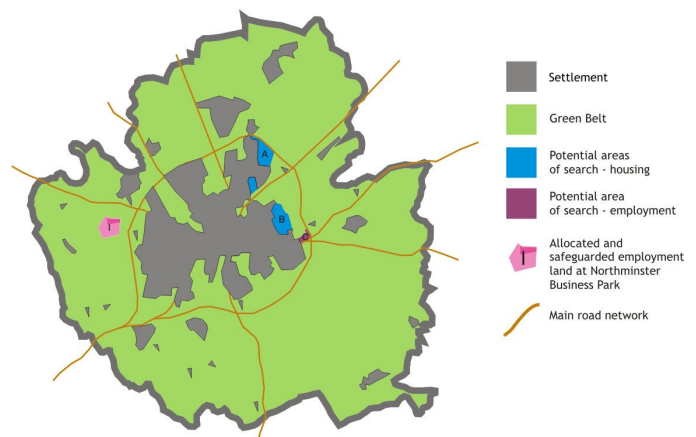 A
B
C
I
Settlement
Green Belt
Potential areas
of search - housing
Potential area
of search - employment
I
Allocated and
safeguarded employment
land at Northminster
Business Park
Main road network